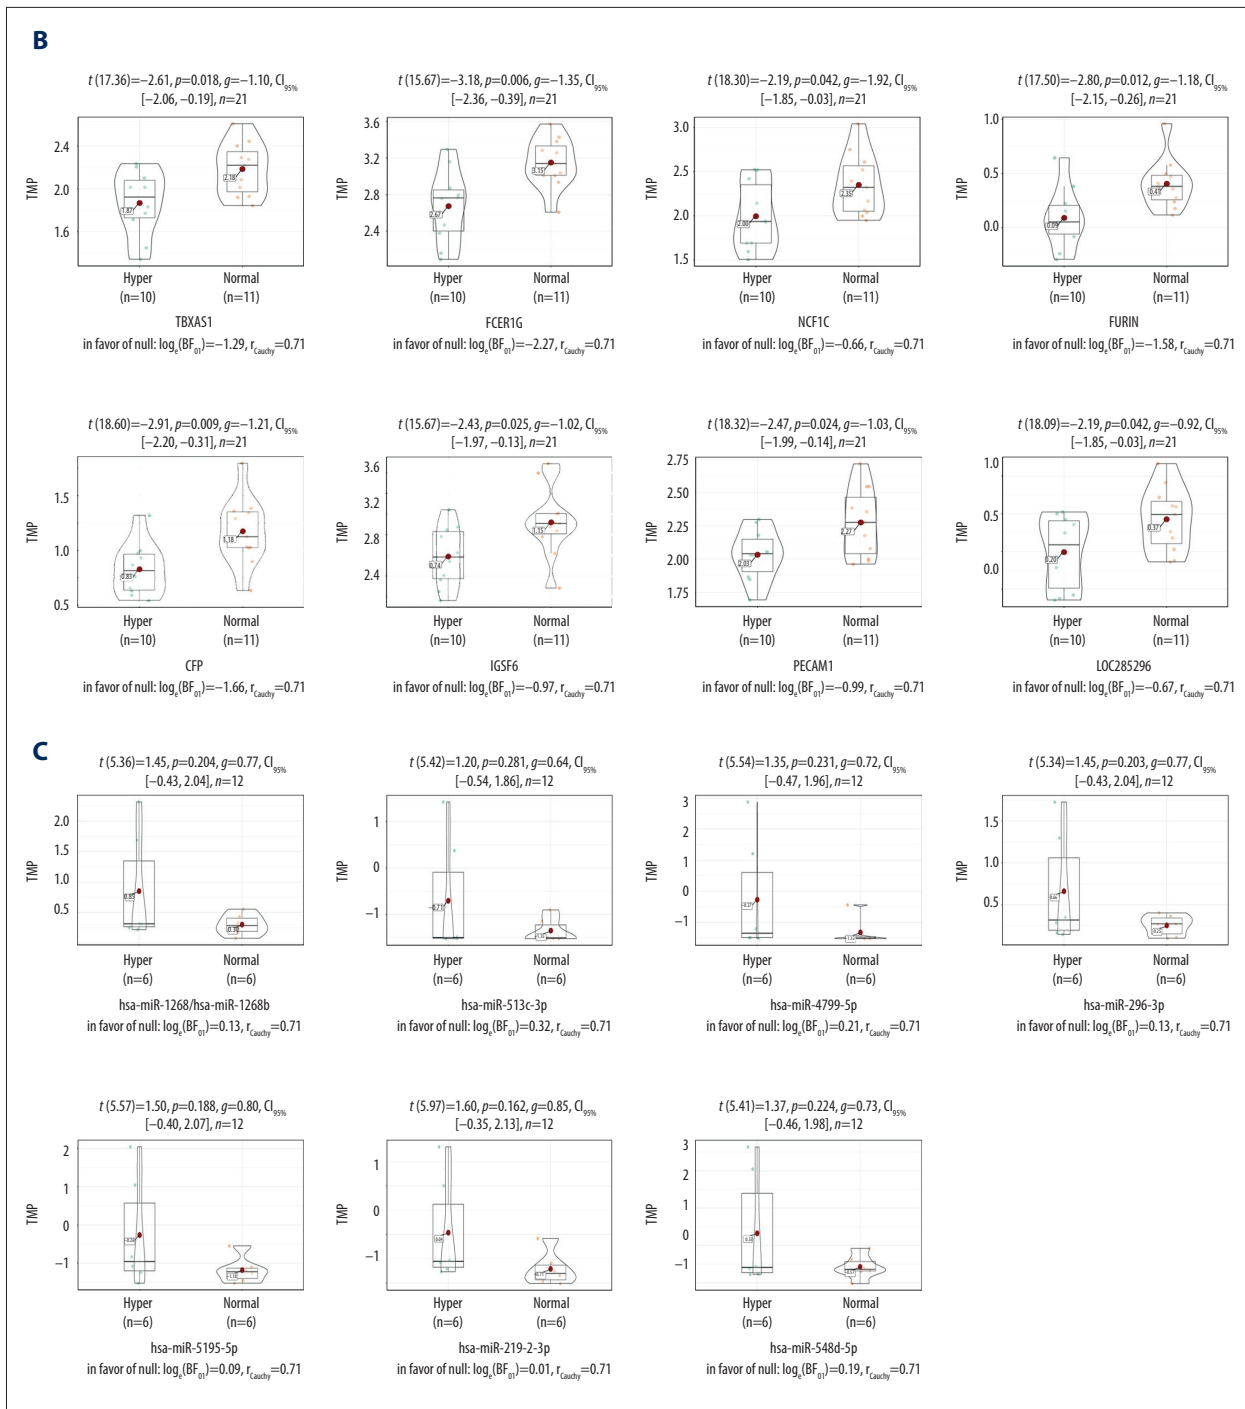 B
t (17.36)=−2.61, p=0.018, g=−1.10, CI95%
[−2.06, −0.19], n=21
TMP
2.4
2.0
1.6
1.87
2.18
Hyper
(n=10)
Normal
(n=11)
TBXAS1
in favor of null: loge(BF01)=−1.29, rCauchy=0.71
t (15.67)=−3.18, p=0.006, g=−1.35, CI95%
[−2.36, −0.39], n=21
TMP
3.6
3.2
2.8
2.4
2.67
3.15
Hyper
(n=10)
Normal
(n=11)
FCER1G
in favor of null: loge(BF01)=−2.27, rCauchy=0.71
t (18.30)=−2.19, p=0.042, g=−1.92, CI95%
[−1.85, −0.03], n=21
TMP
3.0
2.5
2.0
1.5
2.00
2.35
Hyper
(n=10)
Normal
(n=11)
NCF1C
in favor of null: loge(BF01)=−0.66, rCauchy=0.71
t (17.50)=−2.80, p=0.012, g=−1.18, CI95%
[−2.15, −0.26], n=21
TMP
1.0
0.5
0.0
0.09
0.41
Hyper
(n=10)
Normal
(n=11)
FURIN
in favor of null: loge(BF01)=−1.58, rCauchy=0.71
t (18.60)=−2.91, p=0.009, g=−1.21, CI95%
[−2.20, −0.31], n=21
TMP
1.5
1.0
0.5
0.83
1.18
Hyper
(n=10)
Normal
(n=11)
CFP
in favor of null: loge(BF01)=−1.66, rCauchy=0.71
t (15.67)=−2.43, p=0.025, g=−1.02, CI95%
[−1.97, −0.13], n=21
TMP
3.6
3.2
2.8
2.4
0.74
1.15
Hyper
(n=10)
Normal
(n=11)
IGSF6
in favor of null: loge(BF01)=−0.97, rCauchy=0.71
t (18.32)=−2.47, p=0.024, g=−1.03, CI95%
[−1.99, −0.14], n=21
TMP
2.75
2.50
2.25
2.00
1.75
2.03
2.27
Hyper
(n=10)
Normal
(n=11)
PECAM1
in favor of null: loge(BF01)=−0.99, rCauchy=0.71
t (18.09)=−2.19, p=0.042, g=−0.92, CI95%
[−1.85, −0.03], n=21
TMP
1.0
0.5
0.0
0.20
0.37
Hyper
(n=10)
Normal
(n=11)
LOC285296
in favor of null: loge(BF01)=−0.67, rCauchy=0.71
C
t (5.36)=1.45, p=0.204, g=0.77, CI95%
[−0.43, 2.04], n=12
TMP
2.0
1.5
1.0
0.5
0.85
Hyper
(n=6)
Normal
(n=6)
hsa-miR-1268/hsa-miR-1268b
in favor of null: loge(BF01)=0.13, rCauchy=0.71
t (5.42)=1.20, p=0.281, g=0.64, CI95%
[−0.54, 1.86], n=12
TMP
1
0
−1
−0.71
Hyper
(n=6)
Normal
(n=6)
hsa-miR-513c-3p
in favor of null: loge(BF01)=0.32, rCauchy=0.71
t (5.54)=1.35, p=0.231, g=0.72, CI95%
[−0.47, 1.96], n=12
TMP
3
2
1
0
−1
Hyper
(n=6)
Normal
(n=6)
hsa-miR-4799-5p
in favor of null: loge(BF01)=0.21, rCauchy=0.71
t (5.34)=1.45, p=0.203, g=0.77, CI95%
[−0.43, 2.04], n=12
TMP
1.5
1.0
0.5
0.66
Hyper
(n=6)
Normal
(n=6)
hsa-miR-296-3p
in favor of null: loge(BF01)=0.13, rCauchy=0.71
t (5.57)=1.50, p=0.188, g=0.80, CI95%
[−0.40, 2.07], n=12
TMP
2
1
0
−1
Hyper
(n=6)
Normal
(n=6)
hsa-miR-5195-5p
in favor of null: loge(BF01)=0.09, rCauchy=0.71
t (5.97)=1.60, p=0.162, g=0.85, CI95%
[−0.35, 2.13], n=12
TMP
1
0
−1
Hyper
(n=6)
Normal
(n=6)
hsa-miR-219-2-3p
in favor of null: loge(BF01)=0.01, rCauchy=0.71
t (5.41)=1.37, p=0.224, g=0.73, CI95%
[−0.46, 1.98], n=12
TMP
3
2
1
0
−1
Hyper
(n=6)
Normal
(n=6)
hsa-miR-548d-5p
in favor of null: loge(BF01)=0.19, rCauchy=0.71